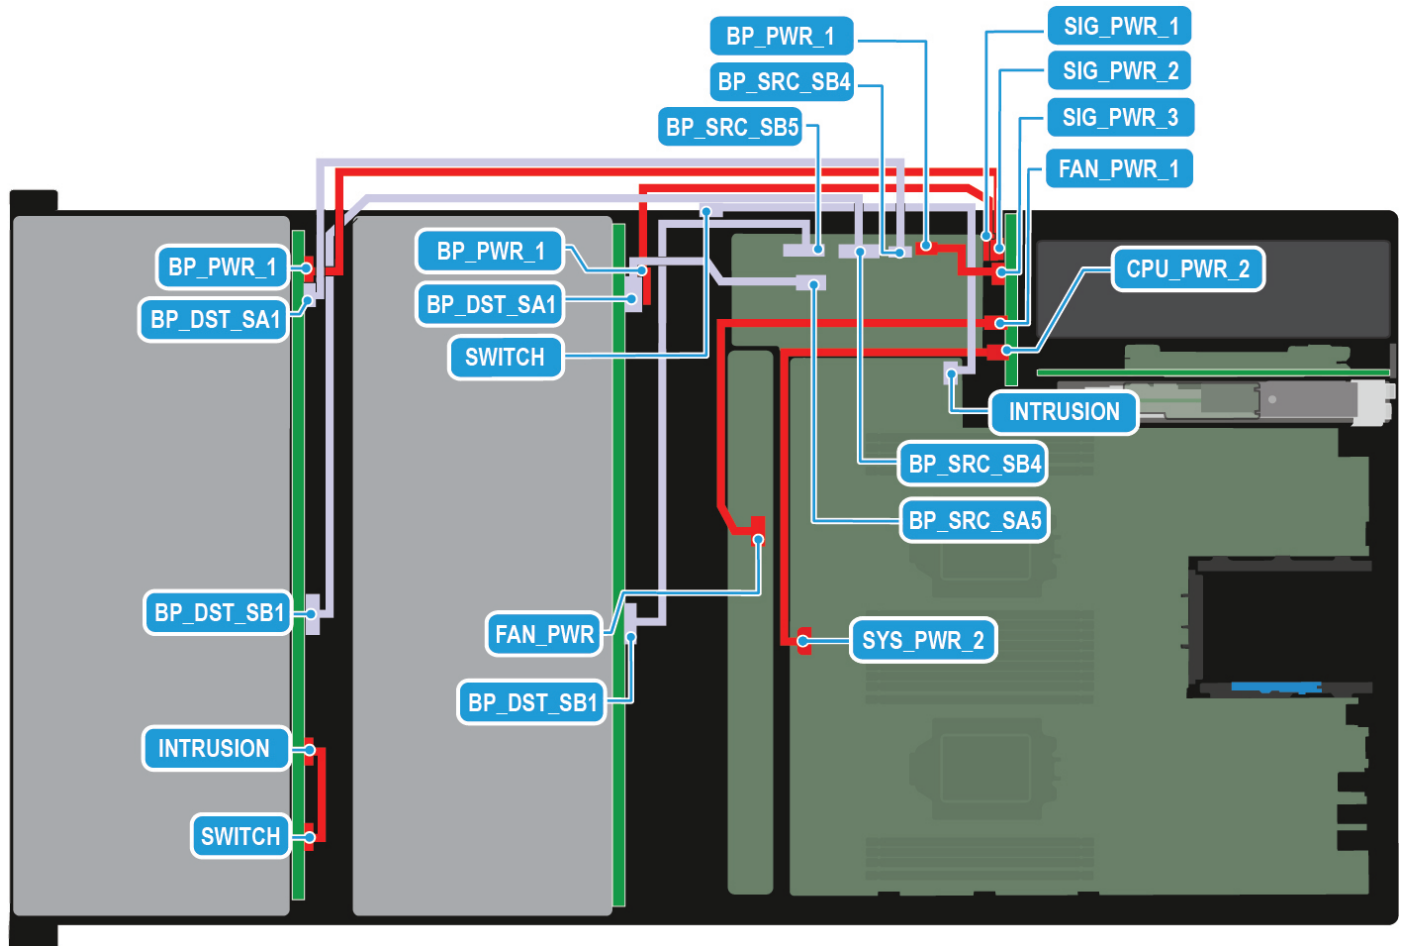 SIG_PWR_1
BP_PWR_1
SIG_PWR_2
BP_SRC_SB4
SIG_PWR_3
BP_SRC_SB5
FAN_PWR_1
BP_PWR_1
BP_PWR_1
CPU_PWR_2
BP_DST_SA1
BP_DST_SA1
SWITCH
INTRUSION
BP_SRC_SB4
BP_SRC_SA5
BP_DST_SB1
FAN_PWR
SYS_PWR_2
BP_DST_SB1
INTRUSION
SWITCH